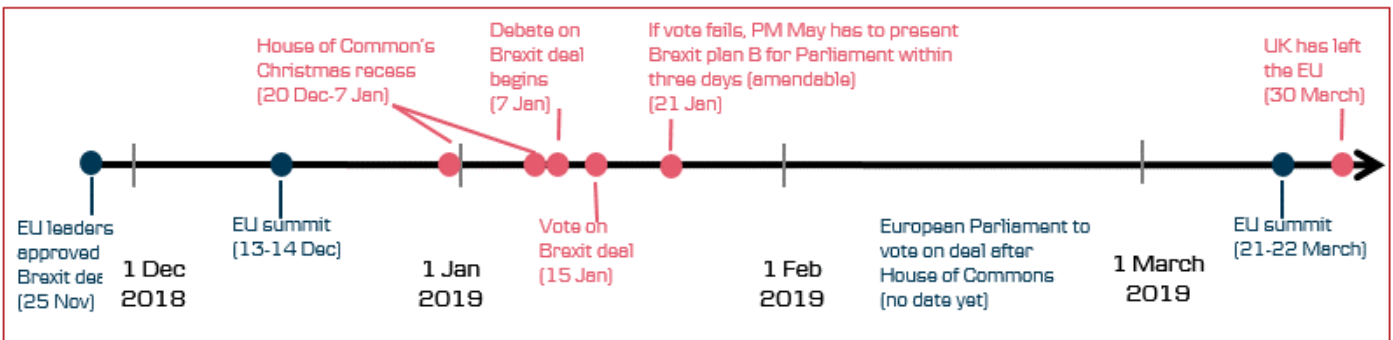 House of Common's
Christmas recess
(20 Dec-7 Jan)
Debate on
Brexit deal
begins
(7 Jan)
If vote fails, PM May has to present
Brexit plan B for Parliament within
three days (amendable)
(21 Jan)
UK has left
the EU
(30 March)
EU leaders
approved
Brexit dea
(25 Nov)
1 Dec
2018
EU summit
(13-14 Dec)
1 Jan
2019
Vote on
Brexit deal
(15 Jan)
1 Feb
2019
European Parliament to
vote on deal after
House of Commons
(no date yet)
1 March
2019
EU summit
(21-22 March)